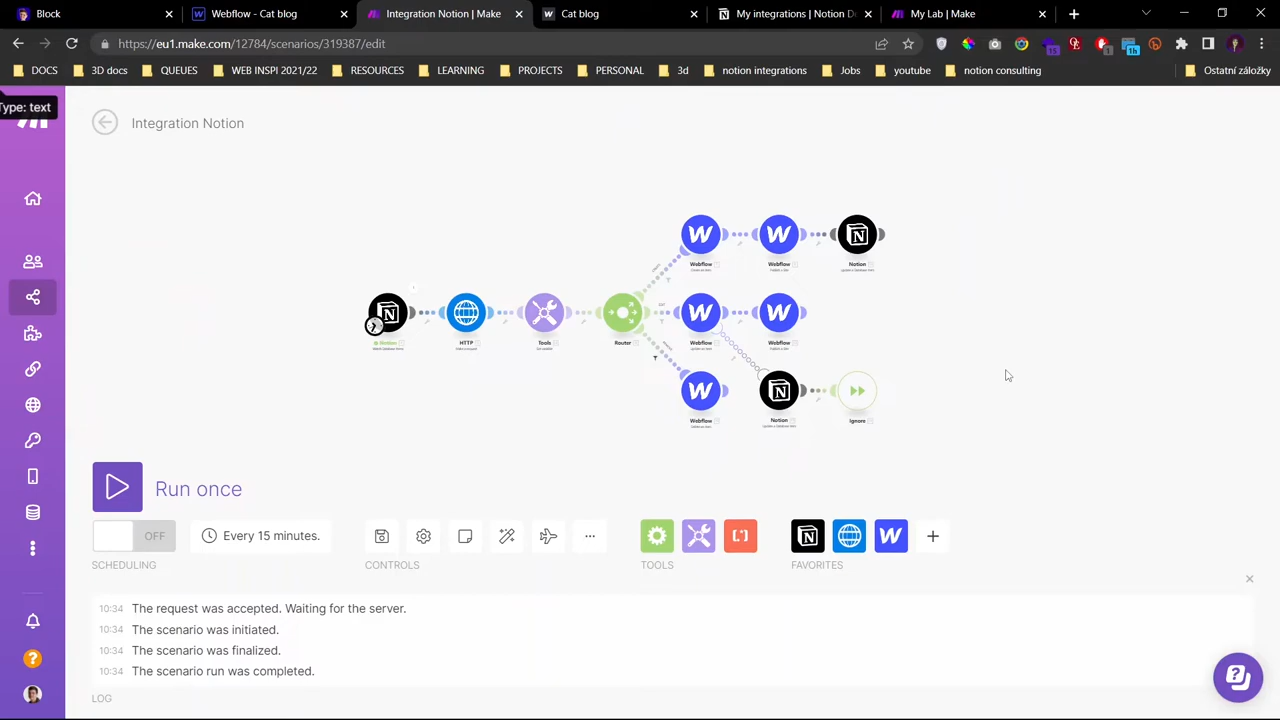 Blog
Webflow - Cat blog
Integration Notion | Make
Cat blog
My integrations | Notion De
My Lab | Make
https://eu1.make.com/12784/scenarios/319387/edit
DOCS
3D docs
QUEUES
WEB INSPI 2021/22
RESOURCES
LEARNING
PROJECTS
PERSONAL
3d
notion integrations
Jobs
youtube
notion consulting
Ostatní záložky
Type: text
Integration Notion
Webflow
Webflow
Notion
Notion
HTTP
Tools
Router
Webflow
Webflow
Webflow
Notion
Ignore
Run once
OFF
Every 15 minutes.
SCHEDULING
CONTROLS
TOOLS
FAVORITES
10:34 The request was accepted. Waiting for the server.
10:34 The scenario was initiated.
10:34 The scenario was finalized.
10:34 The scenario run was completed.
LOG